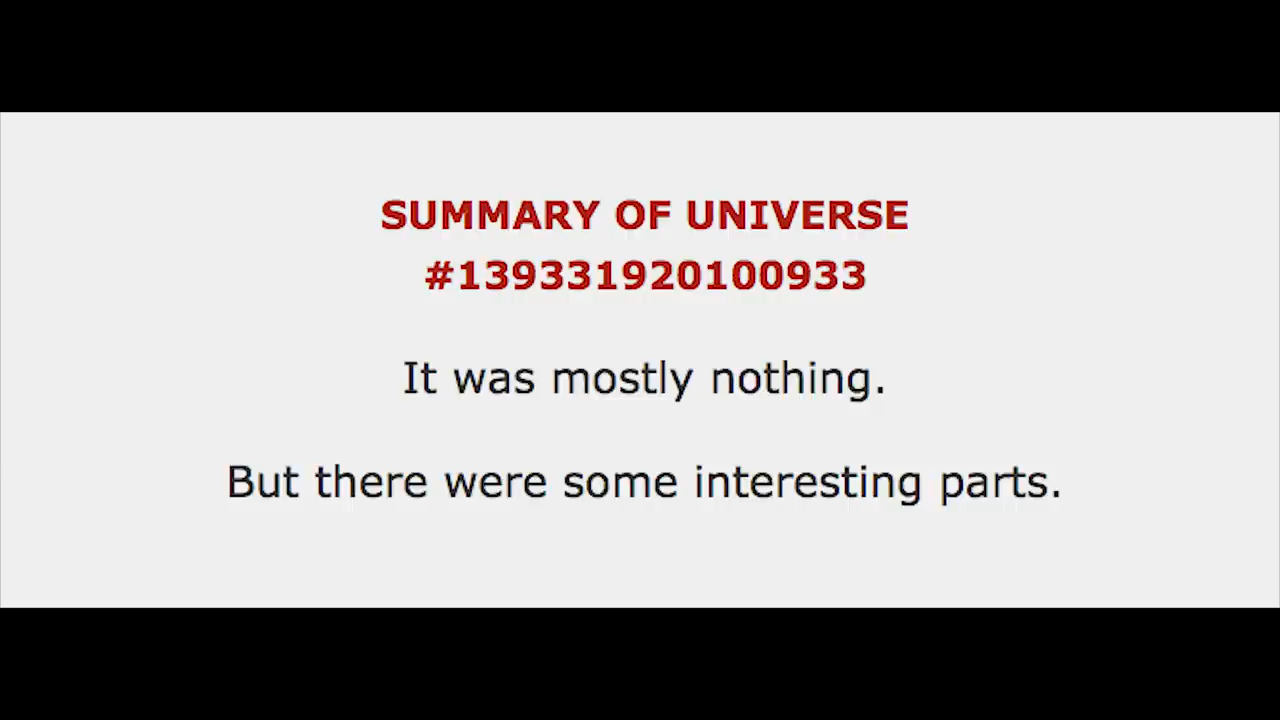 SUMMARY OF UNIVERSE
#139331920100933
It was mostly nothing.
But there were some interesting parts.